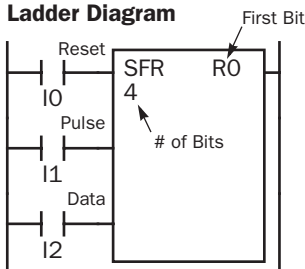 Ladder Diagram
First Bit
Reset
SFR R0
4
I0
Pulse
# of Bits
I1
Data
I2